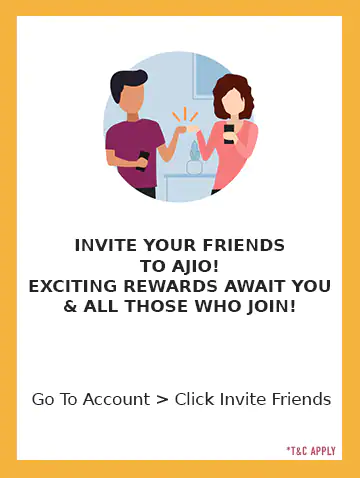 INVITE YOUR FRIENDS
TO AJIO!
EXCITING REWARDS AWAIT YOU
& ALL THOSE WHO JOIN!
Go To Account > Click Invite Friends
*T&C APPLY